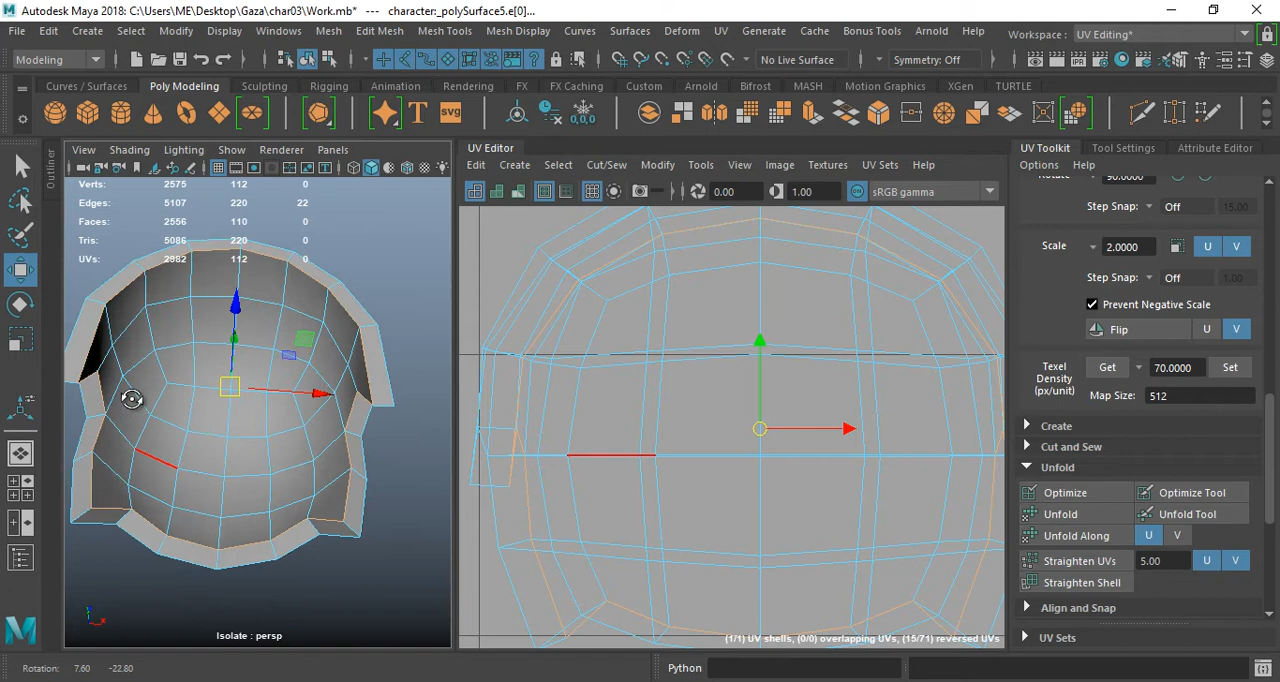 Autodesk Maya 2018: C:\Users\ME\Desktop\Gaza\char03\Work.mb* --- character:_polySurface5.e[0]...
File Edit Create Select Modify Display Windows Mesh Edit Mesh Mesh Tools Mesh Display Curves Surfaces Deform UV Generate Cache Bonus Tools Arnold Help Workspace : UV Editing*
Modeling No Live Surface Symmetry: Off
Curves / Surfaces Poly Modeling Sculpting Rigging Animation Rendering FX FX Caching Custom Arnold Bifrost MASH Motion Graphics XGen TURTLE
T SVG 0,0,0
Outliner
View Shading Lighting Show Renderer Panels
Verts: 2575 112 0
Edges: 5107 220 22
Faces: 2556 110 0
Tris: 5086 220 0
UVs: 2982 112 0
Isolate : persp
UV Editor
Edit Create Select Cut/Sew Modify Tools View Image Textures UV Sets Help
0.00 1.00 ON sRGB gamma
(1/1) UV shells, (0/0) overlapping UVs, (15/71) reversed UVs
UV Toolkit Tool Settings Attribute Editor
Options Help
Rotate 90.0000
Step Snap: Off 15.00
Scale 2.0000 U V
Step Snap: Off 1.00
Prevent Negative Scale
Flip U V
Texel Density (px/unit) Get 70.0000 Set
Map Size: 512
Create
Cut and Sew
Unfold
Optimize Optimize Tool
Unfold Unfold Tool
Unfold Along U V
Straighten UVs 5.00 U V
Straighten Shell
Align and Snap
UV Sets
Rotation: 7.60 -22.80
Python